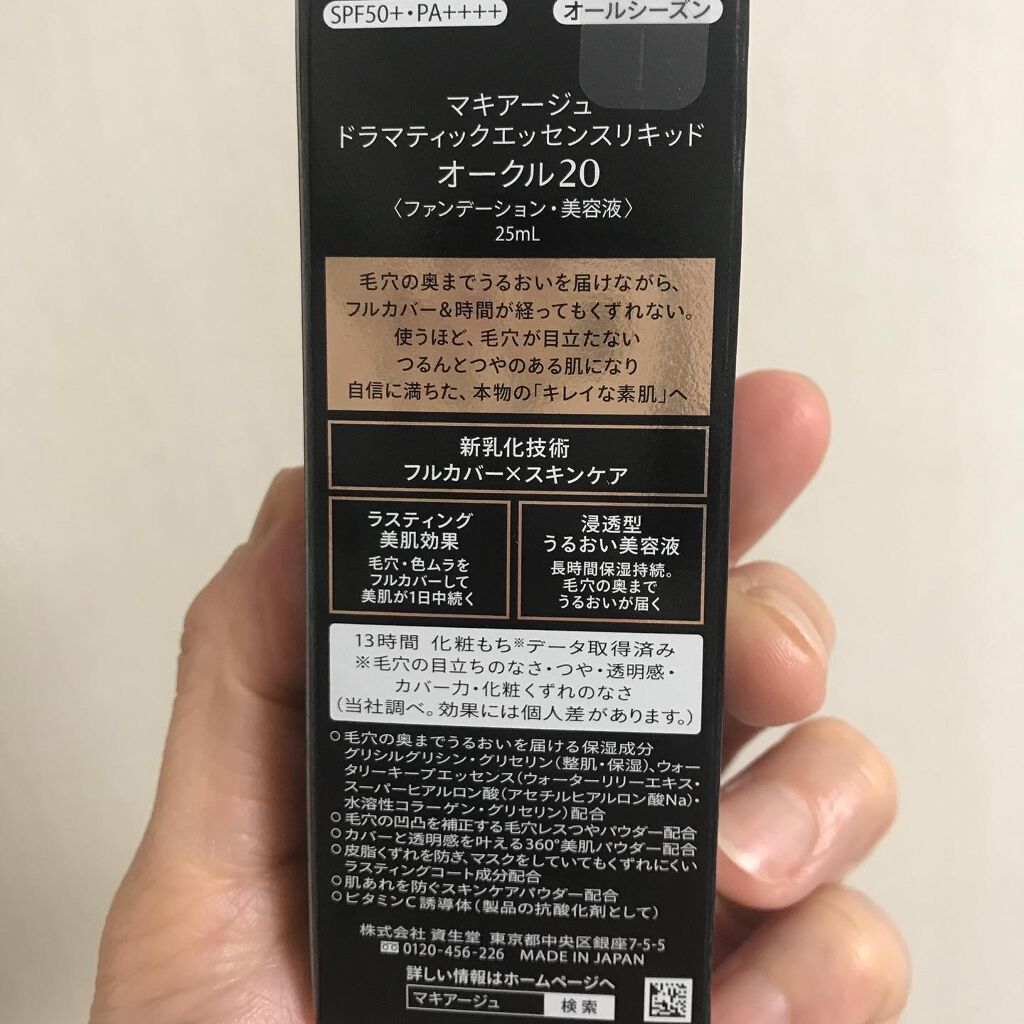 SPF50+・PA++++
オールシーズン
マキアージュ
ドラマティックエッセンスリキッド
オークル20
〈ファンデーション・美容液〉
25mL
毛穴の奥までうるおいを届けながら、
フルカバー&時間が経ってもくずれない。
使うほど、毛穴が目立たない
つるんとつやのある肌になり
自信に満ちた、本物の「キレイな素肌」へ
新乳化技術
フルカバー×スキンケア
ラスティング
美肌効果
毛穴・色ムラを
フルカバーして
美肌が1日中続く
浸透型
うるおい美容液
長時間保湿持続。
毛穴の奥まで
うるおいが届く
13時間 化粧もち※データ取得済み
※毛穴の目立ちのなさ・つや・透明感・
カバー力・化粧くずれのなさ
(当社調べ。効果には個人差があります。)
○毛穴の奥までうるおいを届ける保湿成分
グリシルグリシン・グリセリン(整肌・保湿)、ウォー
タリーキープエッセンス(ウォーターリリーエキス・
スーパーヒアルロン酸(アセチルヒアルロン酸Na)・
水溶性コラーゲン・グリセリン)配合
○毛穴の凹凸を補正する毛穴レスつやパウダー配合
○カバーと透明感を叶える360°美肌パウダー配合
○皮脂くずれを防ぎ、マスクをしていてもくずれにくい
ラスティングコート成分配合
○肌あれを防ぐスキンケアパウダー配合
○ビタミンC誘導体(製品の抗酸化剤として)
株式会社 資生堂 東京都中央区銀座7-5-5
0120-456-226 MADE IN JAPAN
詳しい情報はホームページへ
マキアージュ 検索